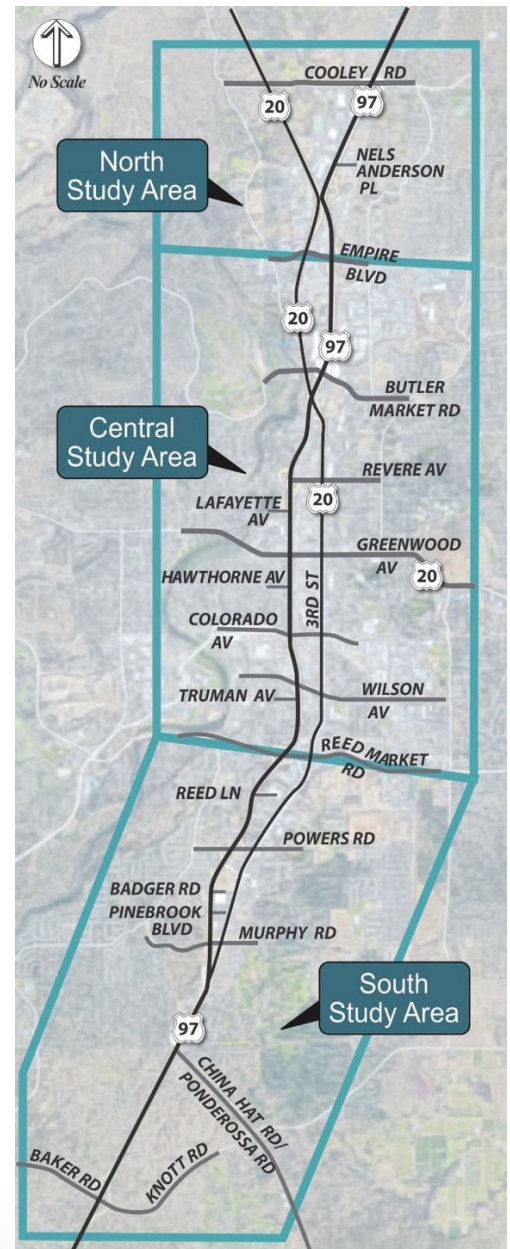 No Scale
COOLEY RD
20
97
North
Study Area
NELS
ANDERSON
PL
EMPIRE
BLVD
20
97
BUTLER
MARKET RD
Central
Study Area
REVERE AV
LAFAYETTE
AV
20
GREENWOOD
AV
20
HAWTHORNE AV
3RD ST
COLORADO
AV
TRUMAN AV
WILSON
AV
REED MARKET
RD
REED LN
POWERS RD
BADGER RD
PINEBROOK
BLVD
MURPHY RD
South
Study Area
97
CHINA HAT RD/
PONDEROSSA RD
BAKER RD
KNOTT RD